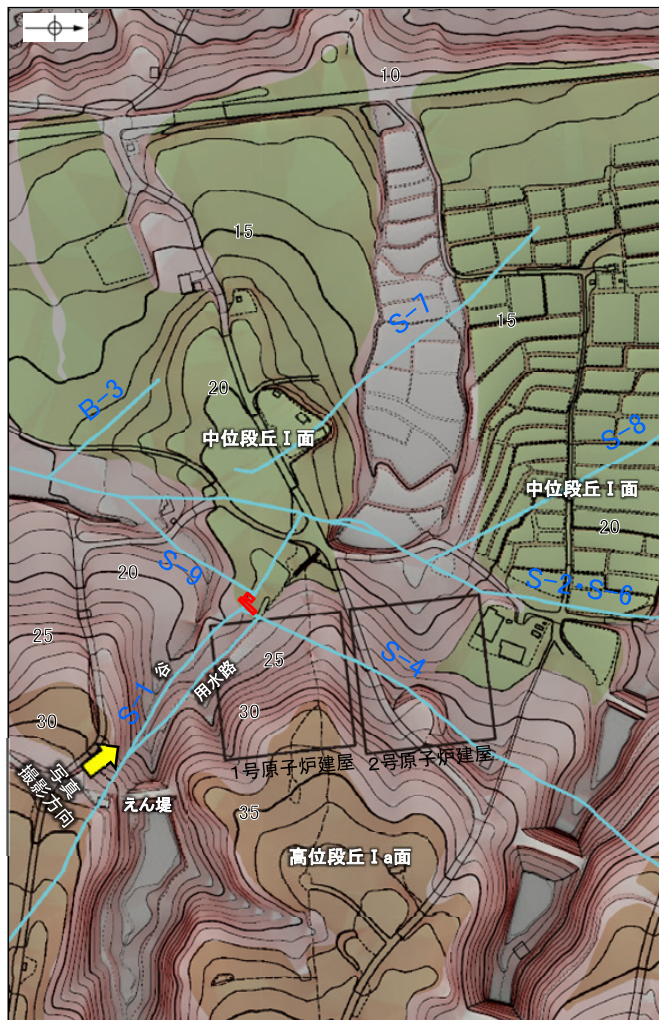 10
15
S-7
15
20
B-3
中位段丘Ⅰ面
S-8
中位段丘Ⅰ面
20
S-9
20
S-2・S-6
25
S-4
谷
25
用水路
S-1
30
30
写真
撮影方向
1号原子炉建屋
2号原子炉建屋
えん堤
35
高位段丘Ⅰa面